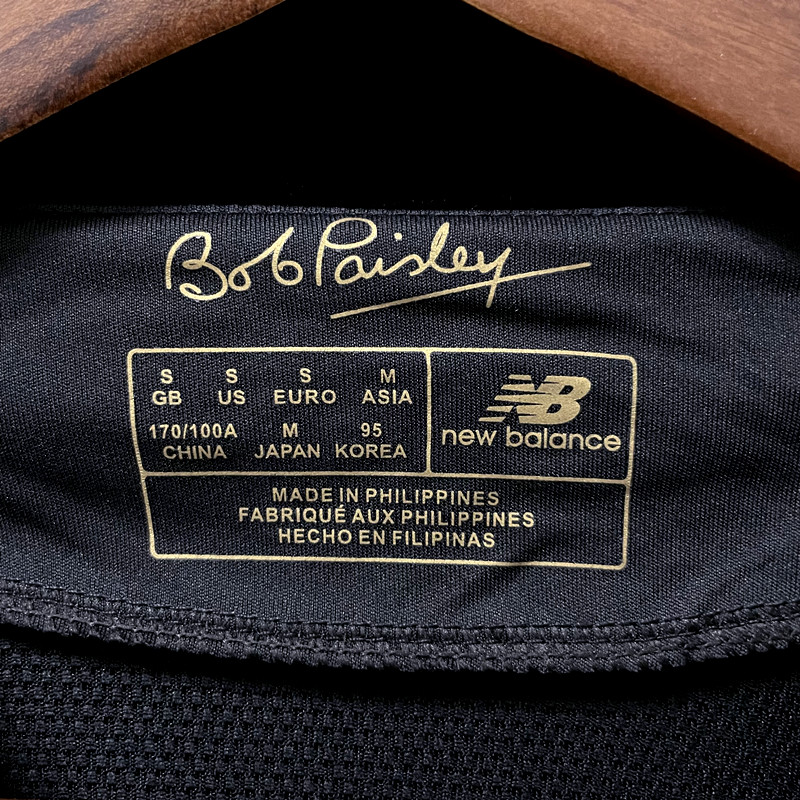 Bob Paisley
S S S M
GB US EURO ASIA
170/100A M 95
CHINA JAPAN KOREA
NB
new balance
MADE IN PHILIPPINES
FABRIQUÉ AUX PHILIPPINES
HECHO EN FILIPINAS